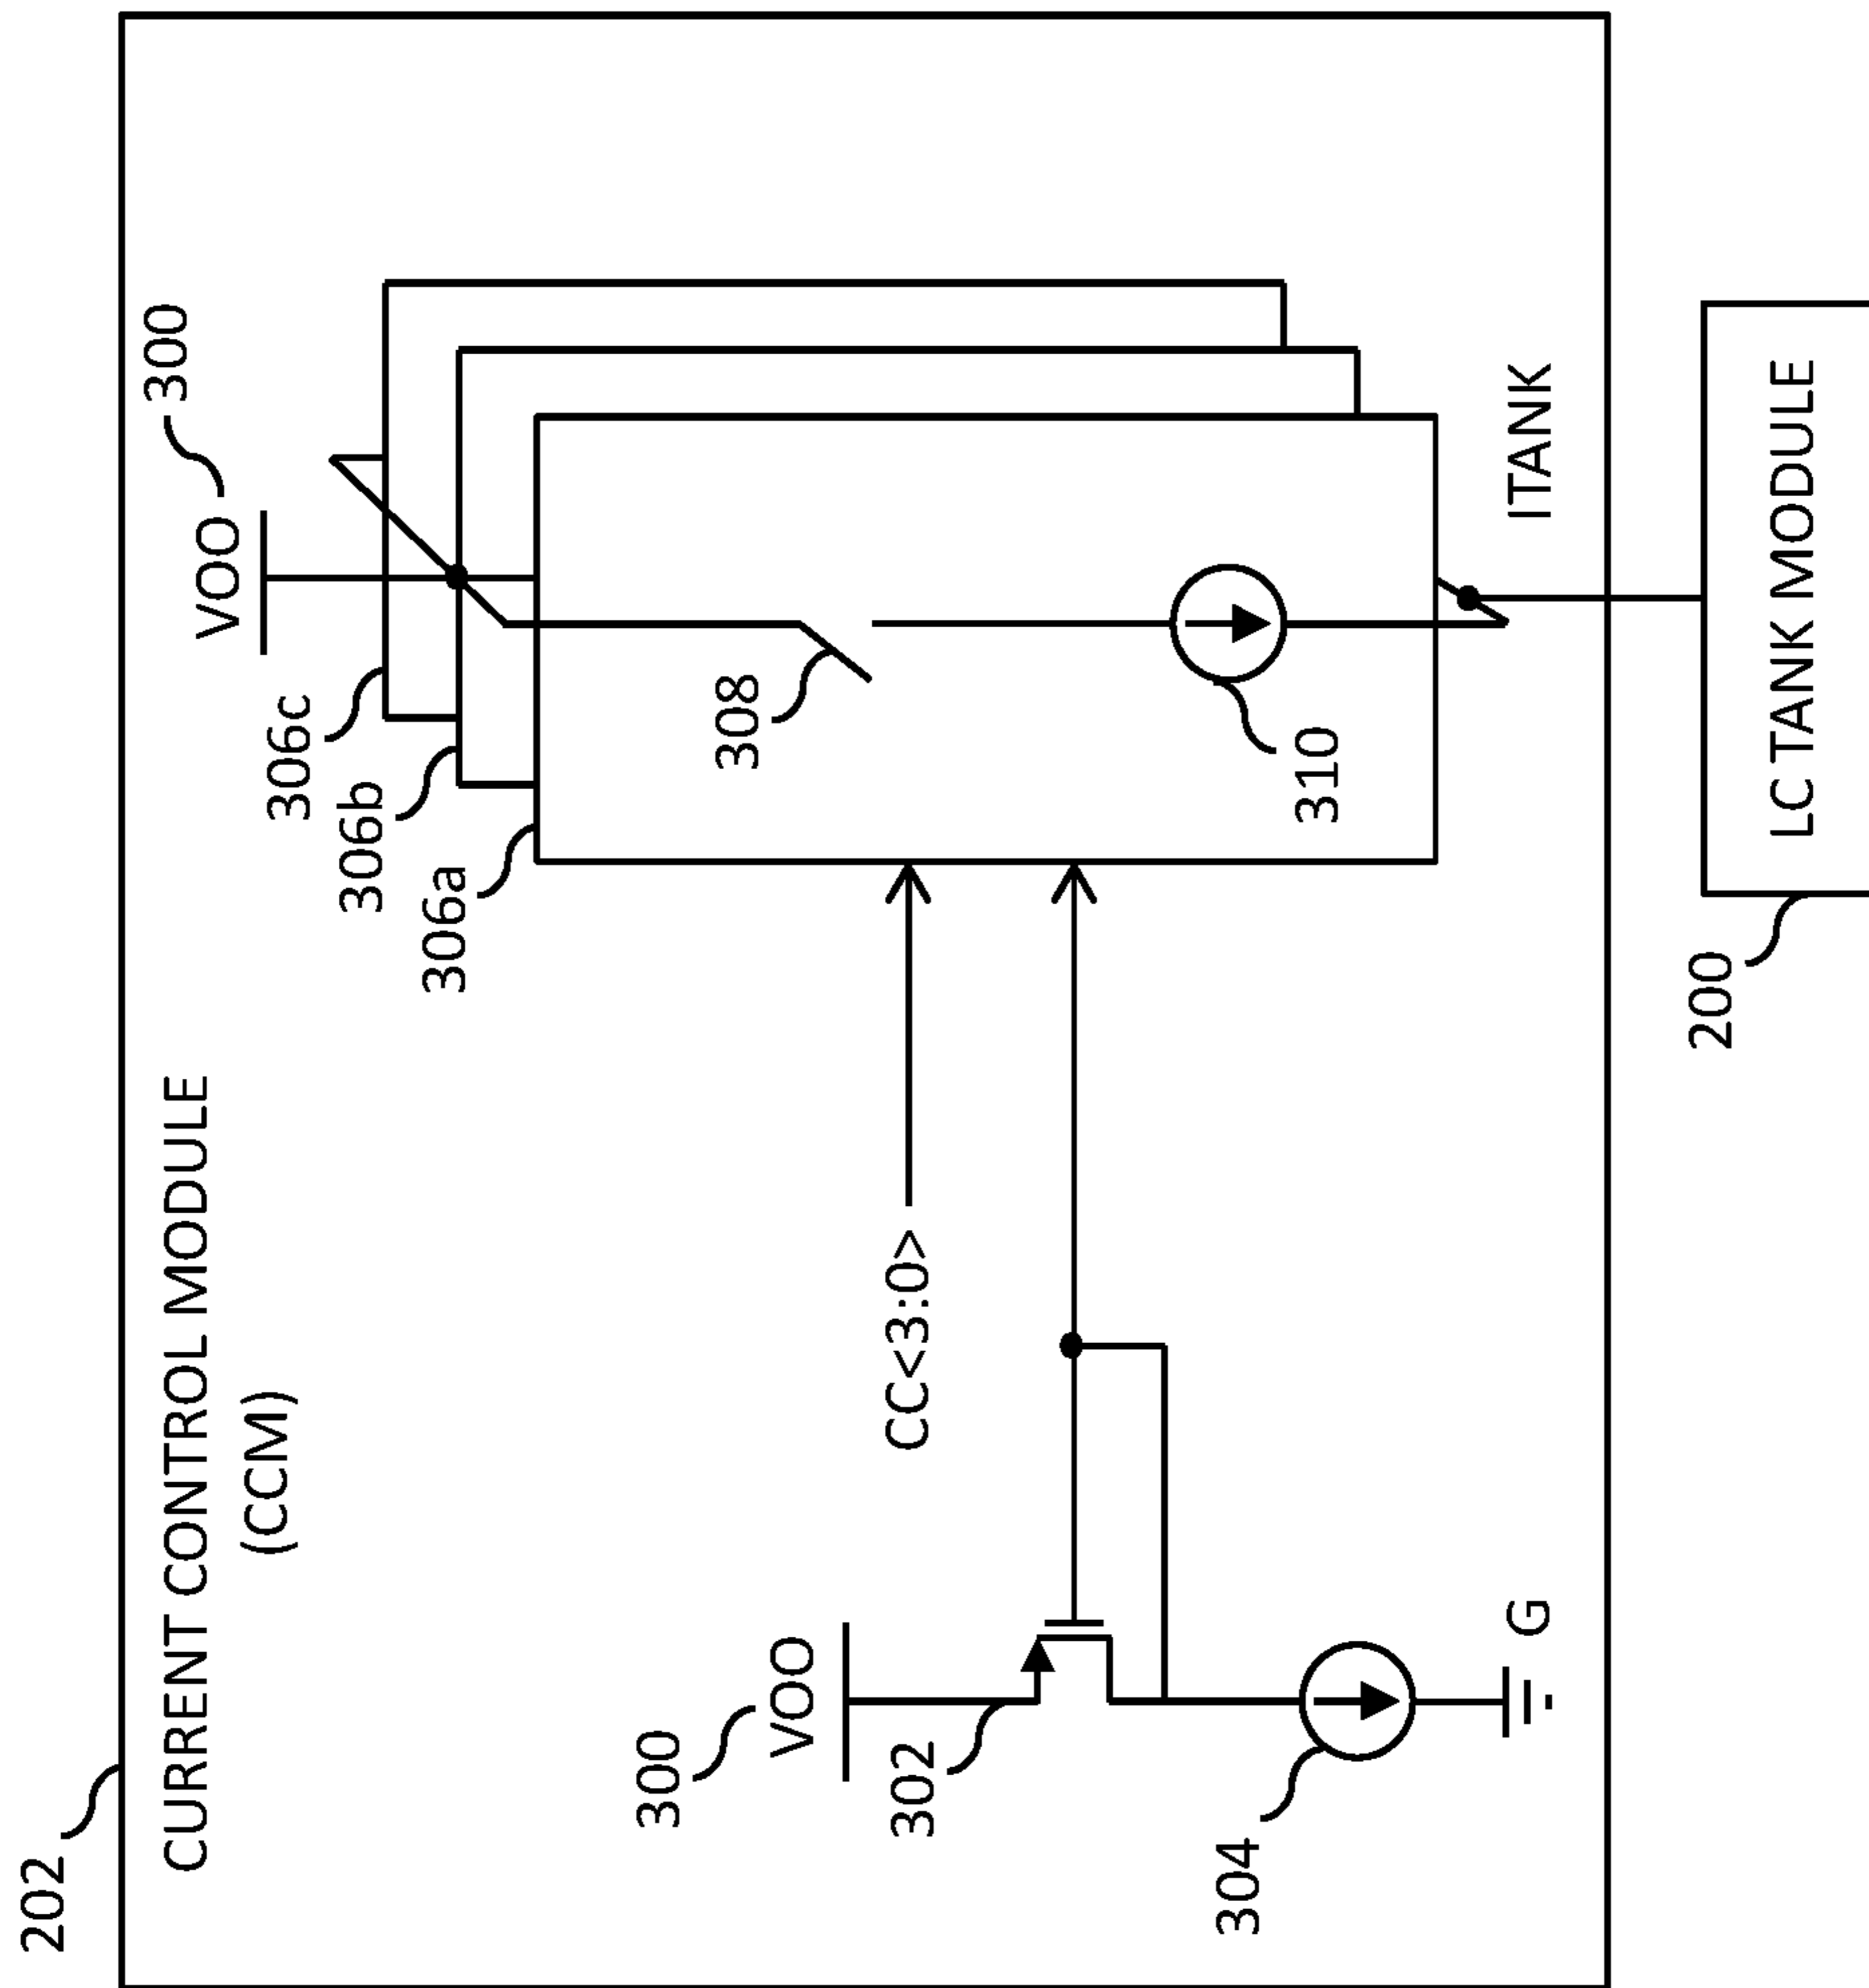 202
CURRENT CONTROL MODULE
(CCM)
300
VOO
306c
306b
306a
300
VOO
308
302
CC<3:0>
304
310
G
ITANK
200
LC TANK MODULE